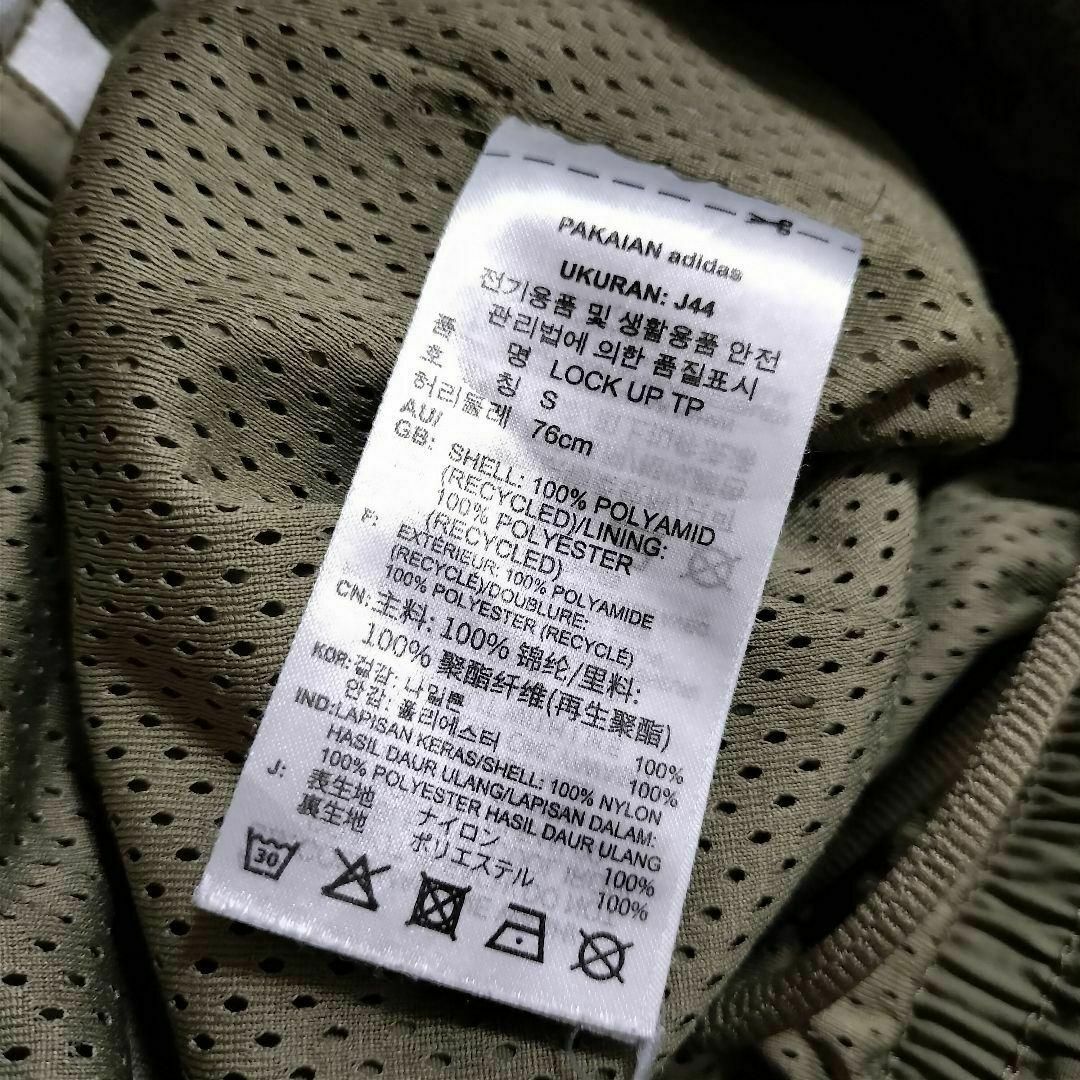 PAKAIAN adidas
UKURAN: J44
전기용품 및 생활용품 안전
관리법에 의한 품질표시
품 명 LOCK UP TP
호 칭 S
허리둘레 76cm
AU/
GB: SHELL: 100% POLYAMID
(RECYCLED)/LINING:
100% POLYESTER
(RECYCLED)
F: EXTÉRIEUR: 100% POLYAMIDE
(RECYCLÉ)/DOUBLURE:
100% POLYESTER (RECYCLÉ)
CN: 主料: 100% 锦纶/里料:
100% 聚酯纤维(再生聚酯)
KOR: 겉감: 나일론 100%
안감: 폴리에스터 100%
IND: LAPISAN KERAS/SHELL: 100% NYLON
HASIL DAUR ULANG/LAPISAN DALAM:
100% POLYESTER HASIL DAUR ULANG
J: 表生地 ナイロン 100%
裏生地 ポリエステル 100%
30